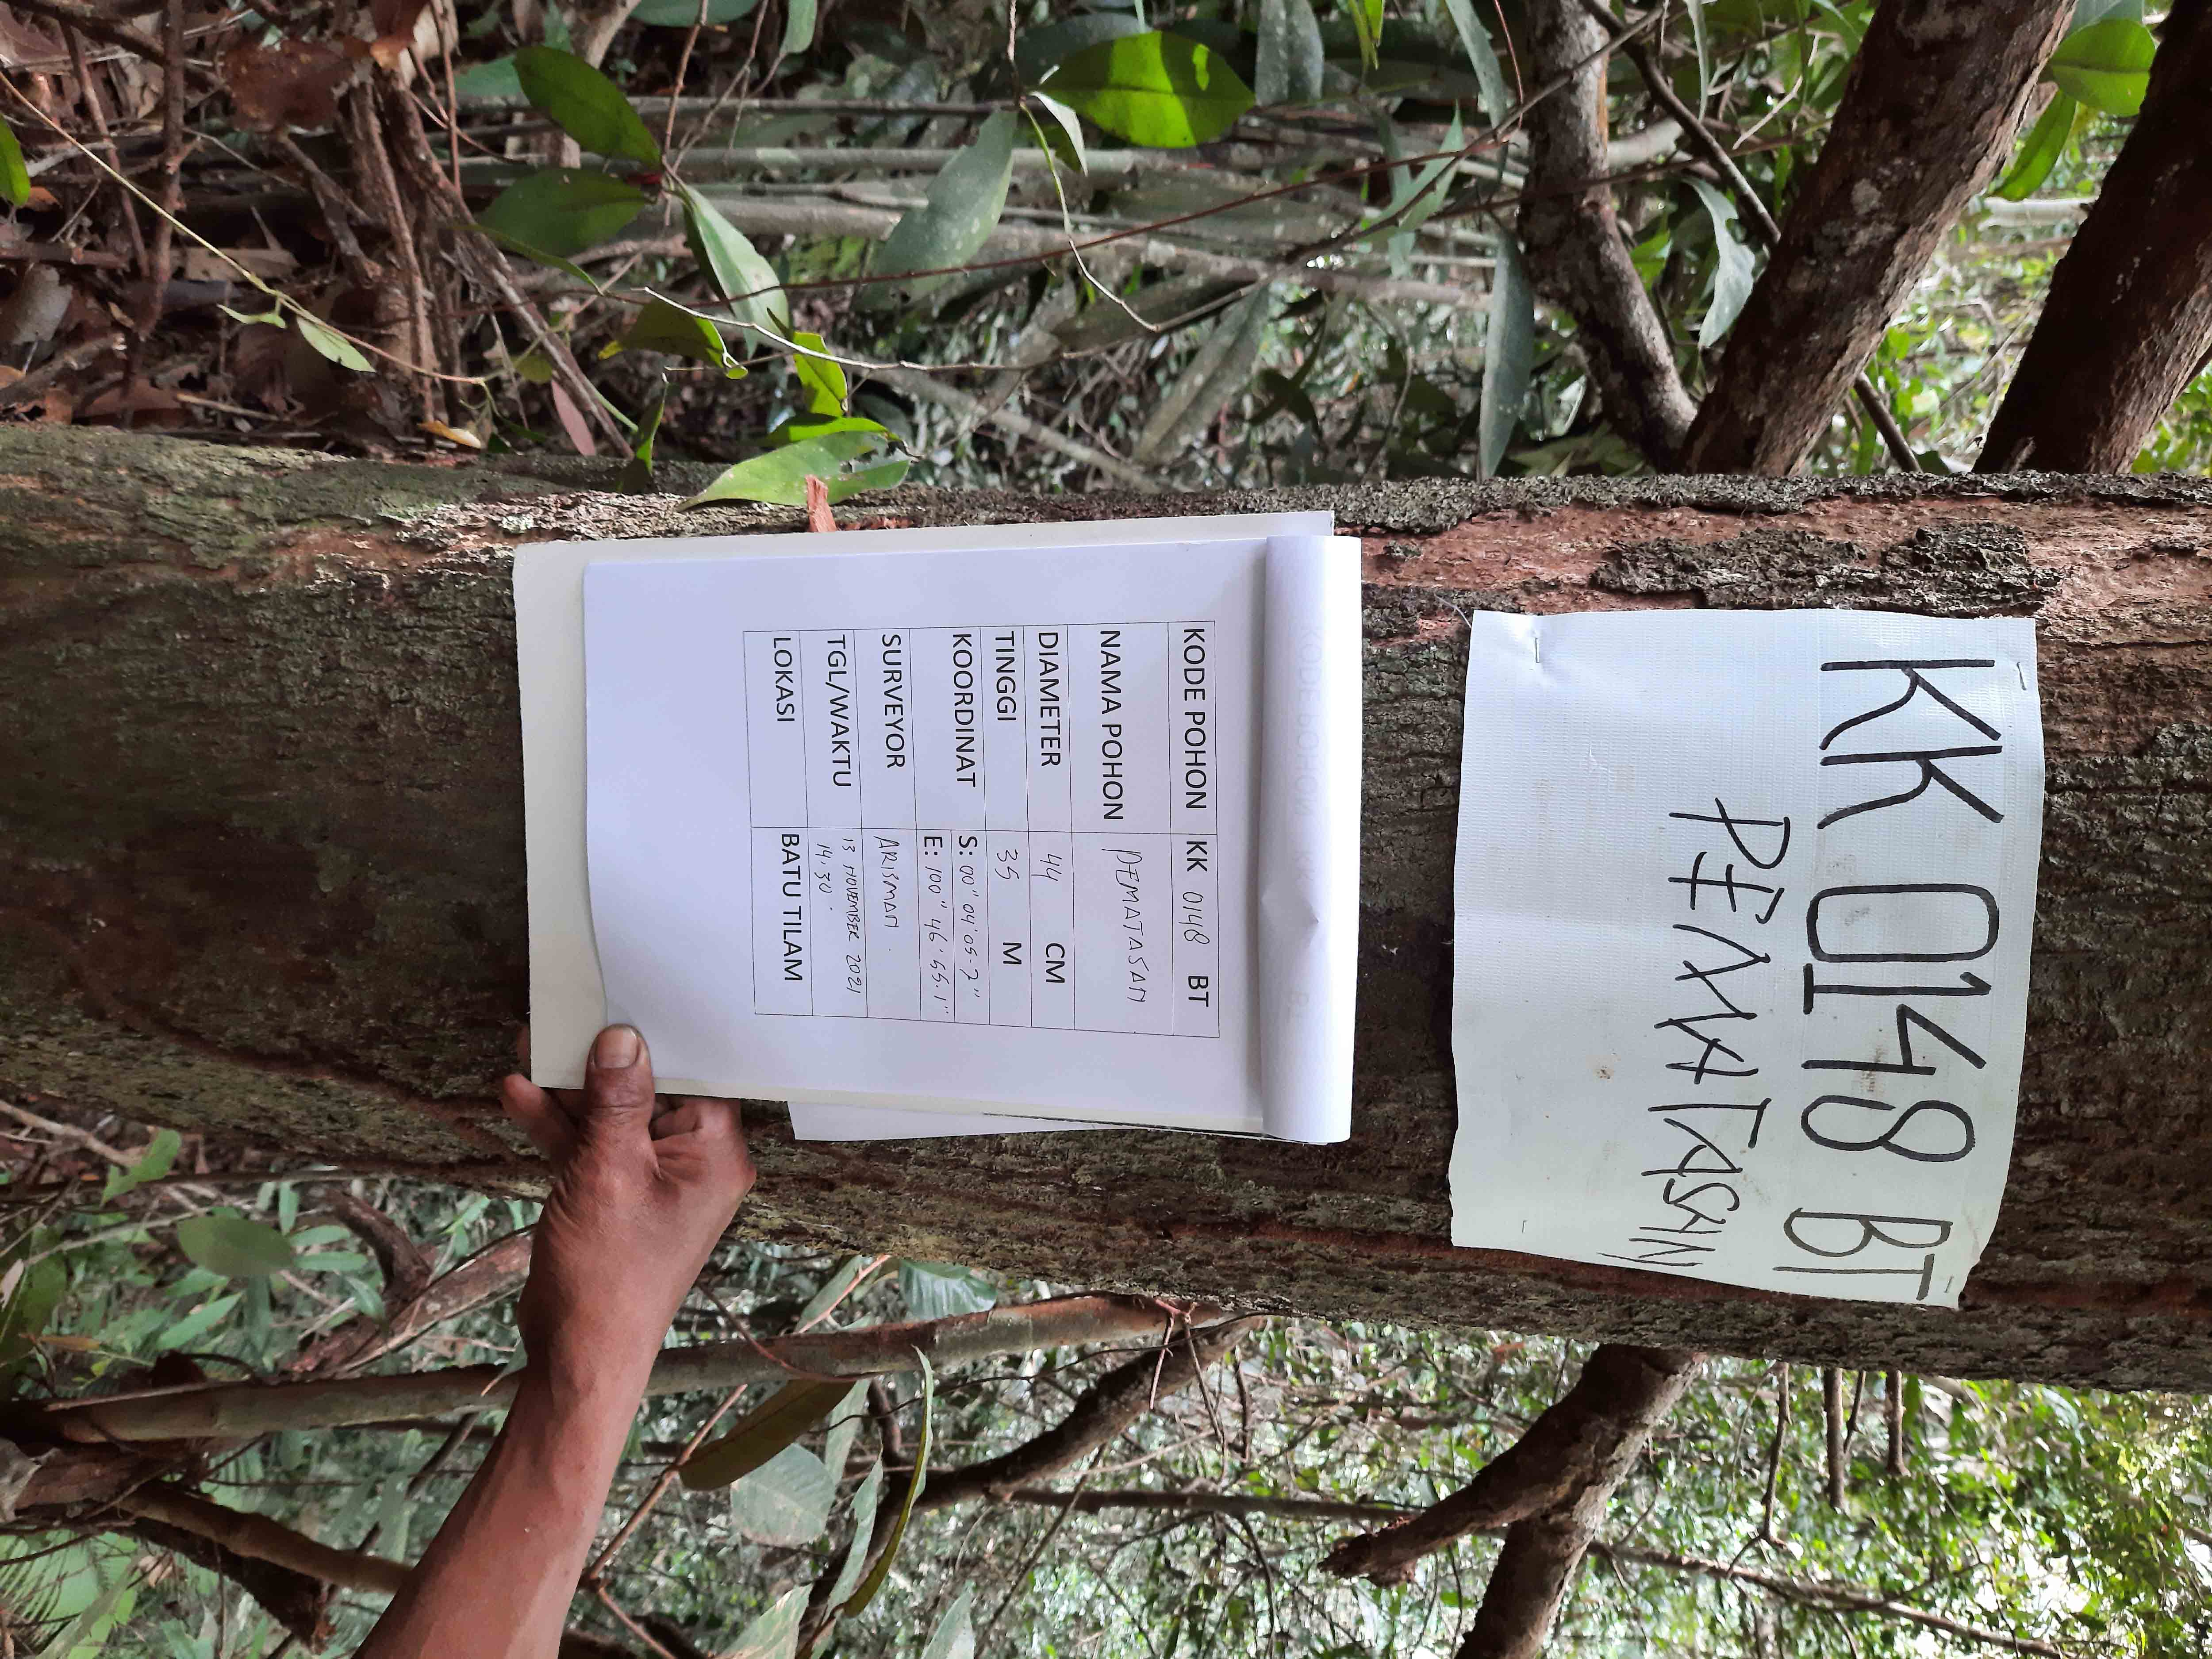 KK 0148 BT
PEMATASAN
KODE POHON KK 0148 BT
NAMA POHON PEMATASAN
DIAMETER 44 CM
TINGGI 35 M
KOORDINAT S: 00" 04' 05.7"
E: 100" 46' 55.1"
SURVEYOR ARISMAN.
TGL/WAKTU 13 NOVEMBER 2021
14.30.
LOKASI BATU TILAM